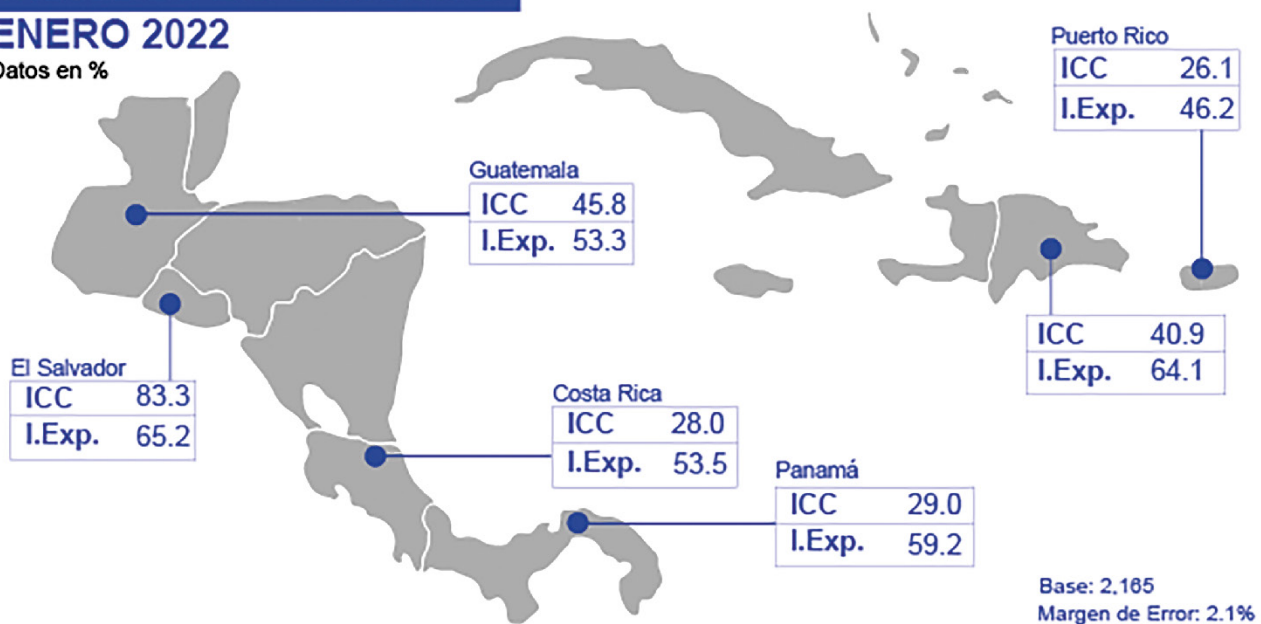 ENERO 2022
Datos en %
Puerto Rico
ICC 26.1
I.Exp. 46.2
Guatemala
ICC 45.8
I.Exp. 53.3
ICC 40.9
I.Exp. 64.1
El Salvador
ICC 83.3
I.Exp. 65.2
Costa Rica
ICC 28.0
I.Exp. 53.5
Panamá
ICC 29.0
I.Exp. 59.2
Base: 2,165
Margen de Error: 2.1%